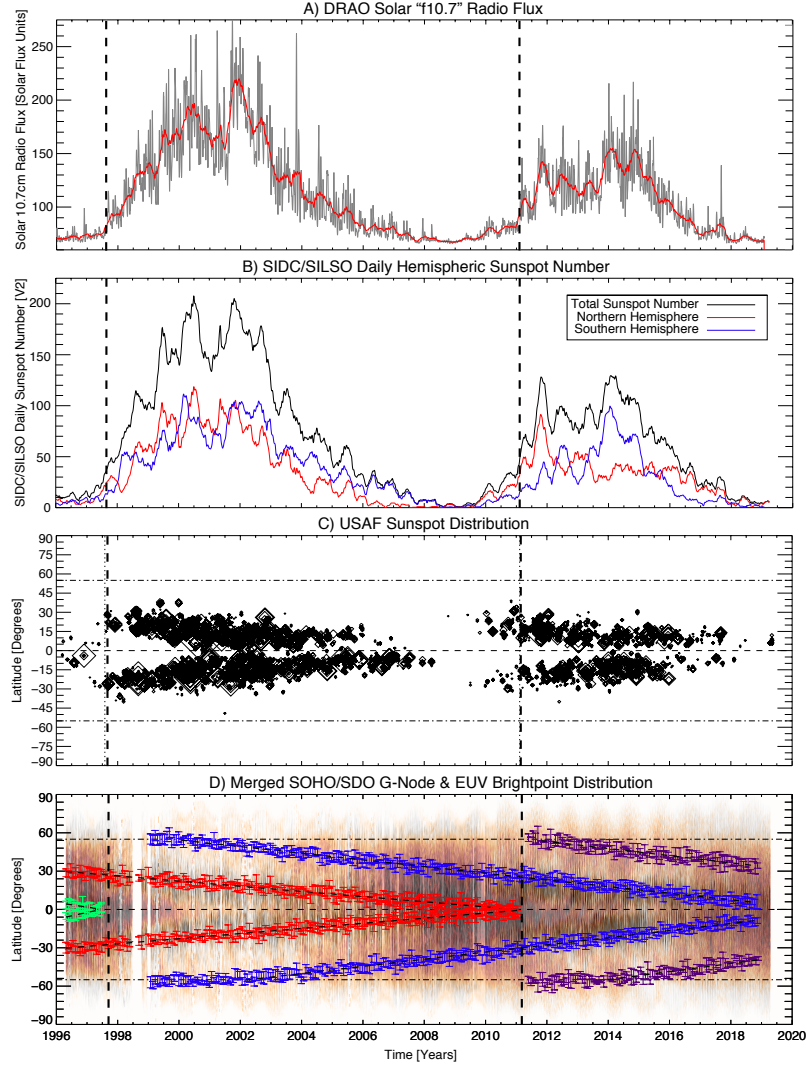 A) DRAO Solar “f10.7” Radio Flux
Solar 10.7cm Radio Flux [Solar Flux Units]
250
200
150
100
B) SIDC/SILSO Daily Hemispheric Sunspot Number
SIDC/SILSO Daily Sunspot Number [V2]
200
150
100
50
0
Total Sunspot Number
Northern Hemisphere
Southern Hemisphere
C) USAF Sunspot Distribution
Latitude [Degrees]
90
75
60
45
30
15
0
−15
−30
−45
−60
−75
−90
D) Merged SOHO/SDO G-Node & EUV Brightpoint Distribution
Latitude [Degrees]
90
60
30
0
−30
−60
−90
1996 1998 2000 2002 2004 2006 2008 2010 2012 2014 2016 2018 2020
Time [Years]